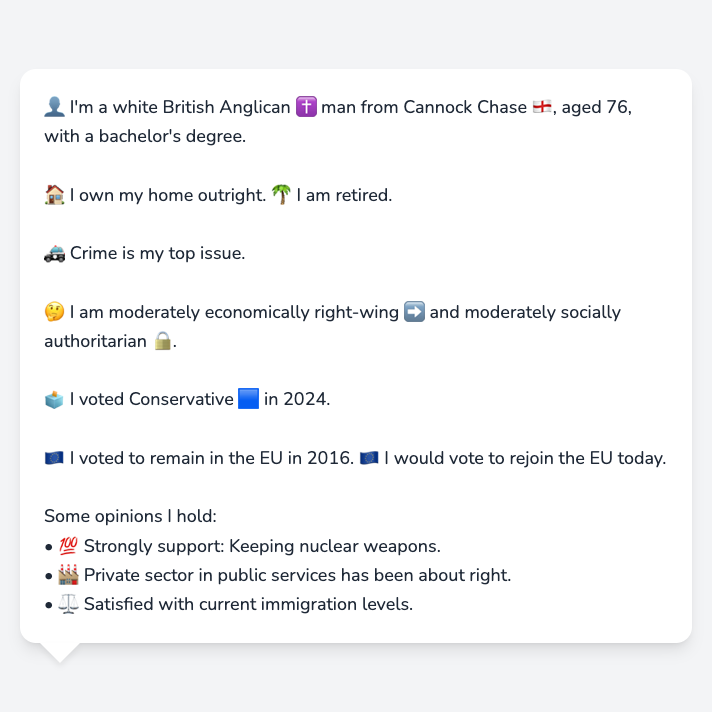 👤 I'm a white British Anglican ✝️ man from Cannock Chase 🏴󠁧󠁢󠁥󠁮󠁧󠁿, aged 76,
with a bachelor's degree.
🏠 I own my home outright. 🌴 I am retired.
🚓 Crime is my top issue.
🤔 I am moderately economically right-wing ➡️ and moderately socially
authoritarian 🔒.
🗳️ I voted Conservative 🟦 in 2024.
🇪🇺 I voted to remain in the EU in 2016. 🇪🇺 I would vote to rejoin the EU today.
Some opinions I hold:
• 💯 Strongly support: Keeping nuclear weapons.
• 🏭 Private sector in public services has been about right.
• ⚖️ Satisfied with current immigration levels.